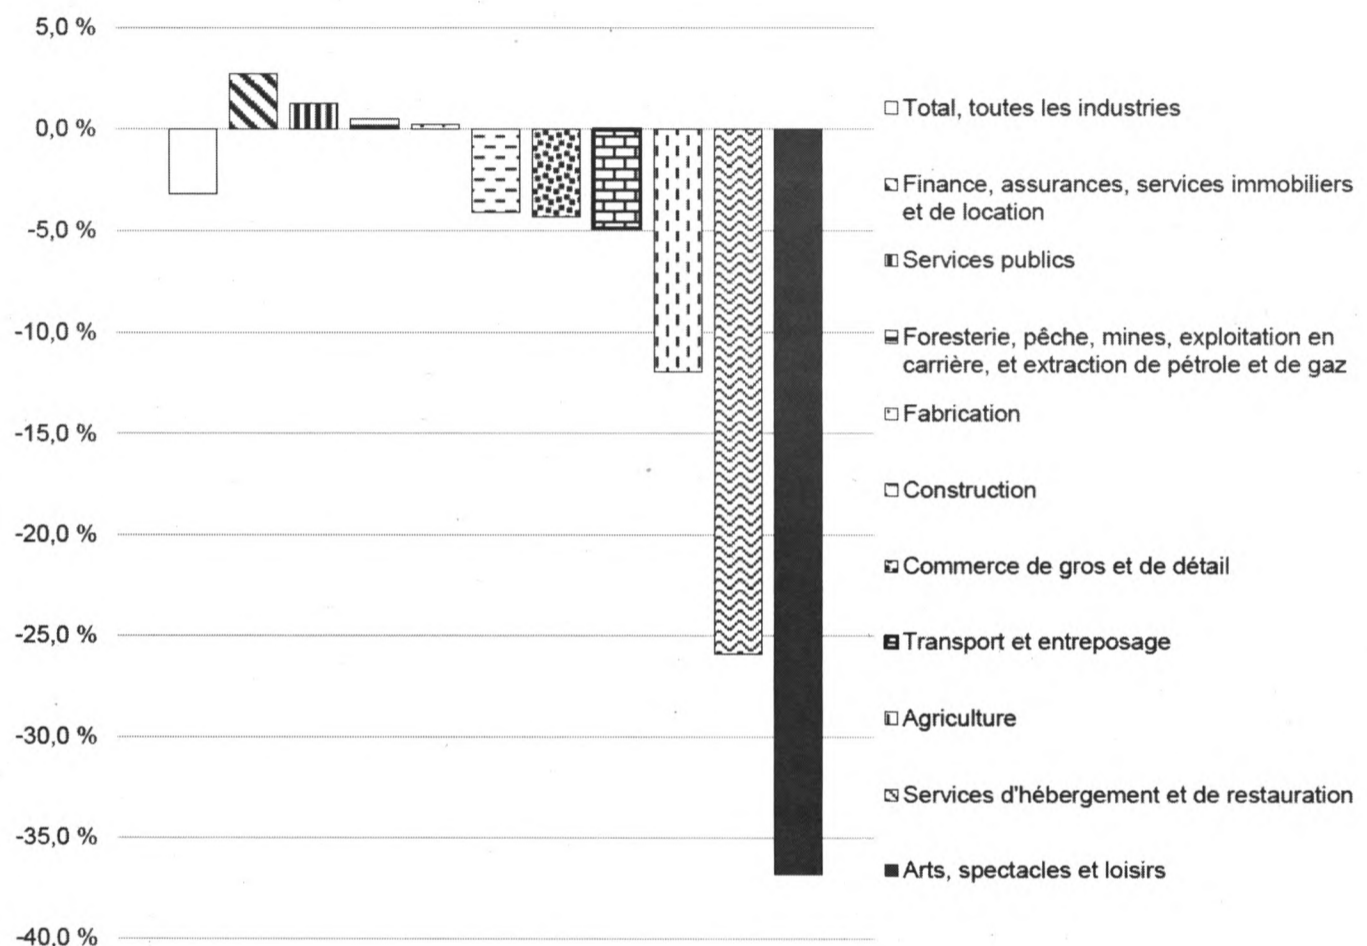 5,0 %
0,0 %
-5,0 %
-10,0 %
-15,0 %
-20,0 %
-25,0 %
-30,0 %
-35,0 %
-40,0 %
Total, toutes les industries
Finance, assurances, services immobiliers
et de location
Services publics
Foresterie, pêche, mines, exploitation en
carrière, et extraction de pétrole et de gaz
Fabrication
Construction
Commerce de gros et de détail
Transport et entreposage
Agriculture
Services d'hébergement et de restauration
Arts, spectacles et loisirs